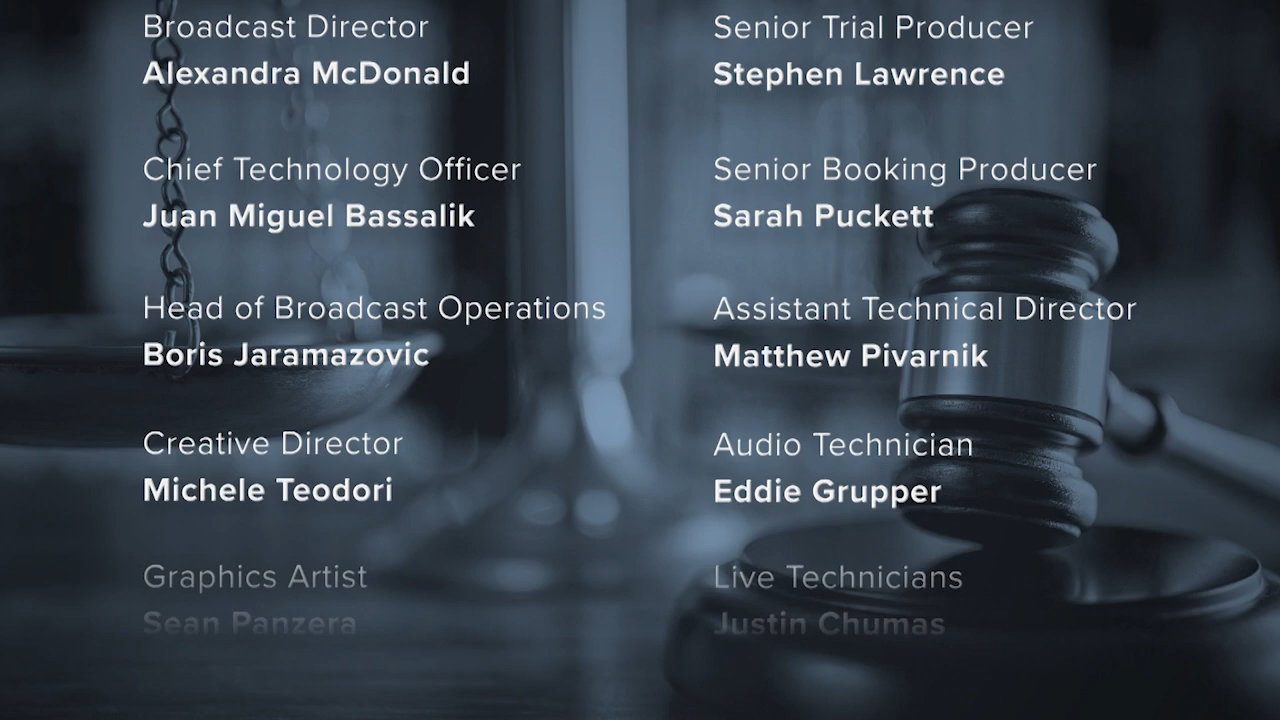 Broadcast Director
Alexandra McDonald
Chief Technology Officer
Juan Miguel Bassalik
Head of Broadcast Operations
Boris Jaramazovic
Creative Director
Michele Teodori
Graphics Artist
Sean Panzera
Senior Trial Producer
Stephen Lawrence
Senior Booking Producer
Sarah Puckett
Assistant Technical Director
Matthew Pivarnik
Audio Technician
Eddie Grupper
Live Technicians
Justin Chumas